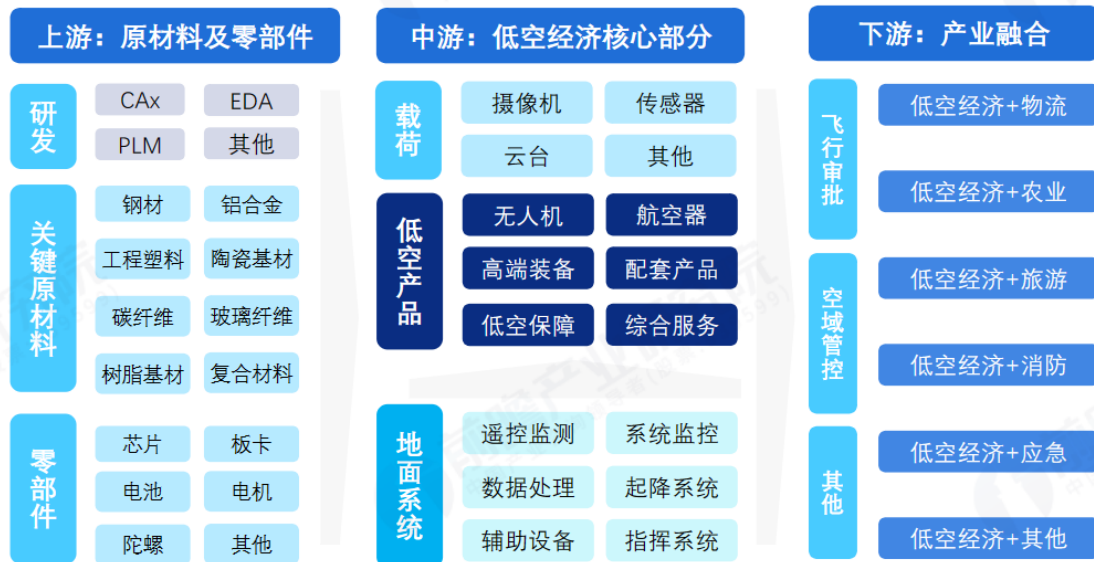 上游：原材料及零部件
研发
CAx
EDA
PLM
其他
关键原材料
钢材
铝合金
工程塑料
陶瓷基材
碳纤维
玻璃纤维
树脂基材
复合材料
零部件
芯片
板卡
电池
电机
陀螺
其他
中游：低空经济核心部分
载荷
摄像机
传感器
云台
其他
低空产品
无人机
航空器
高端装备
配套产品
低空保障
综合服务
地面系统
遥控监测
系统监控
数据处理
起降系统
辅助设备
指挥系统
下游：产业融合
飞行审批
空域管控
其他
低空经济+物流
低空经济+农业
低空经济+旅游
低空经济+消防
低空经济+应急
低空经济+其他